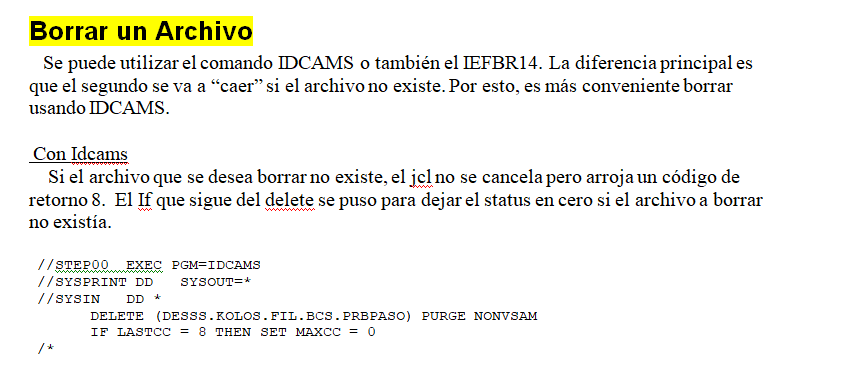 Borrar un Archivo
Se puede utilizar el comando IDCAMS o también el IEFBR14. La diferencia principal es
que el segundo se va a “caer” si el archivo no existe. Por esto, es más conveniente borrar
usando IDCAMS.
Con Idcams
Si el archivo que se desea borrar no existe, el jcl no se cancela pero arroja un código de
retorno 8.  El If que sigue del delete se puso para dejar el status en cero si el archivo a borrar
no existía.
//STEP00  EXEC PGM=IDCAMS
//SYSPRINT DD   SYSOUT=*
//SYSIN   DD *
      DELETE (DESSS.KOLOS.FIL.BCS.PRBPASO) PURGE NONVSAM
      IF LASTCC = 8 THEN SET MAXCC = 0
/*